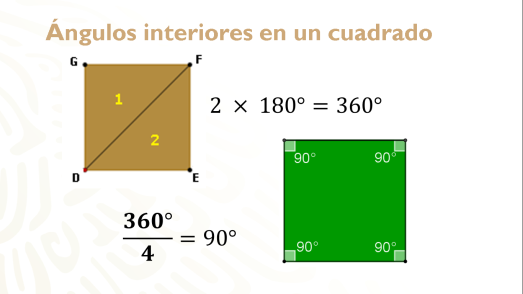 Ángulos interiores en un cuadrado
G F
1
2 × 180° = 360°
2
D E
90° 90°
360°/4 = 90°
90° 90°